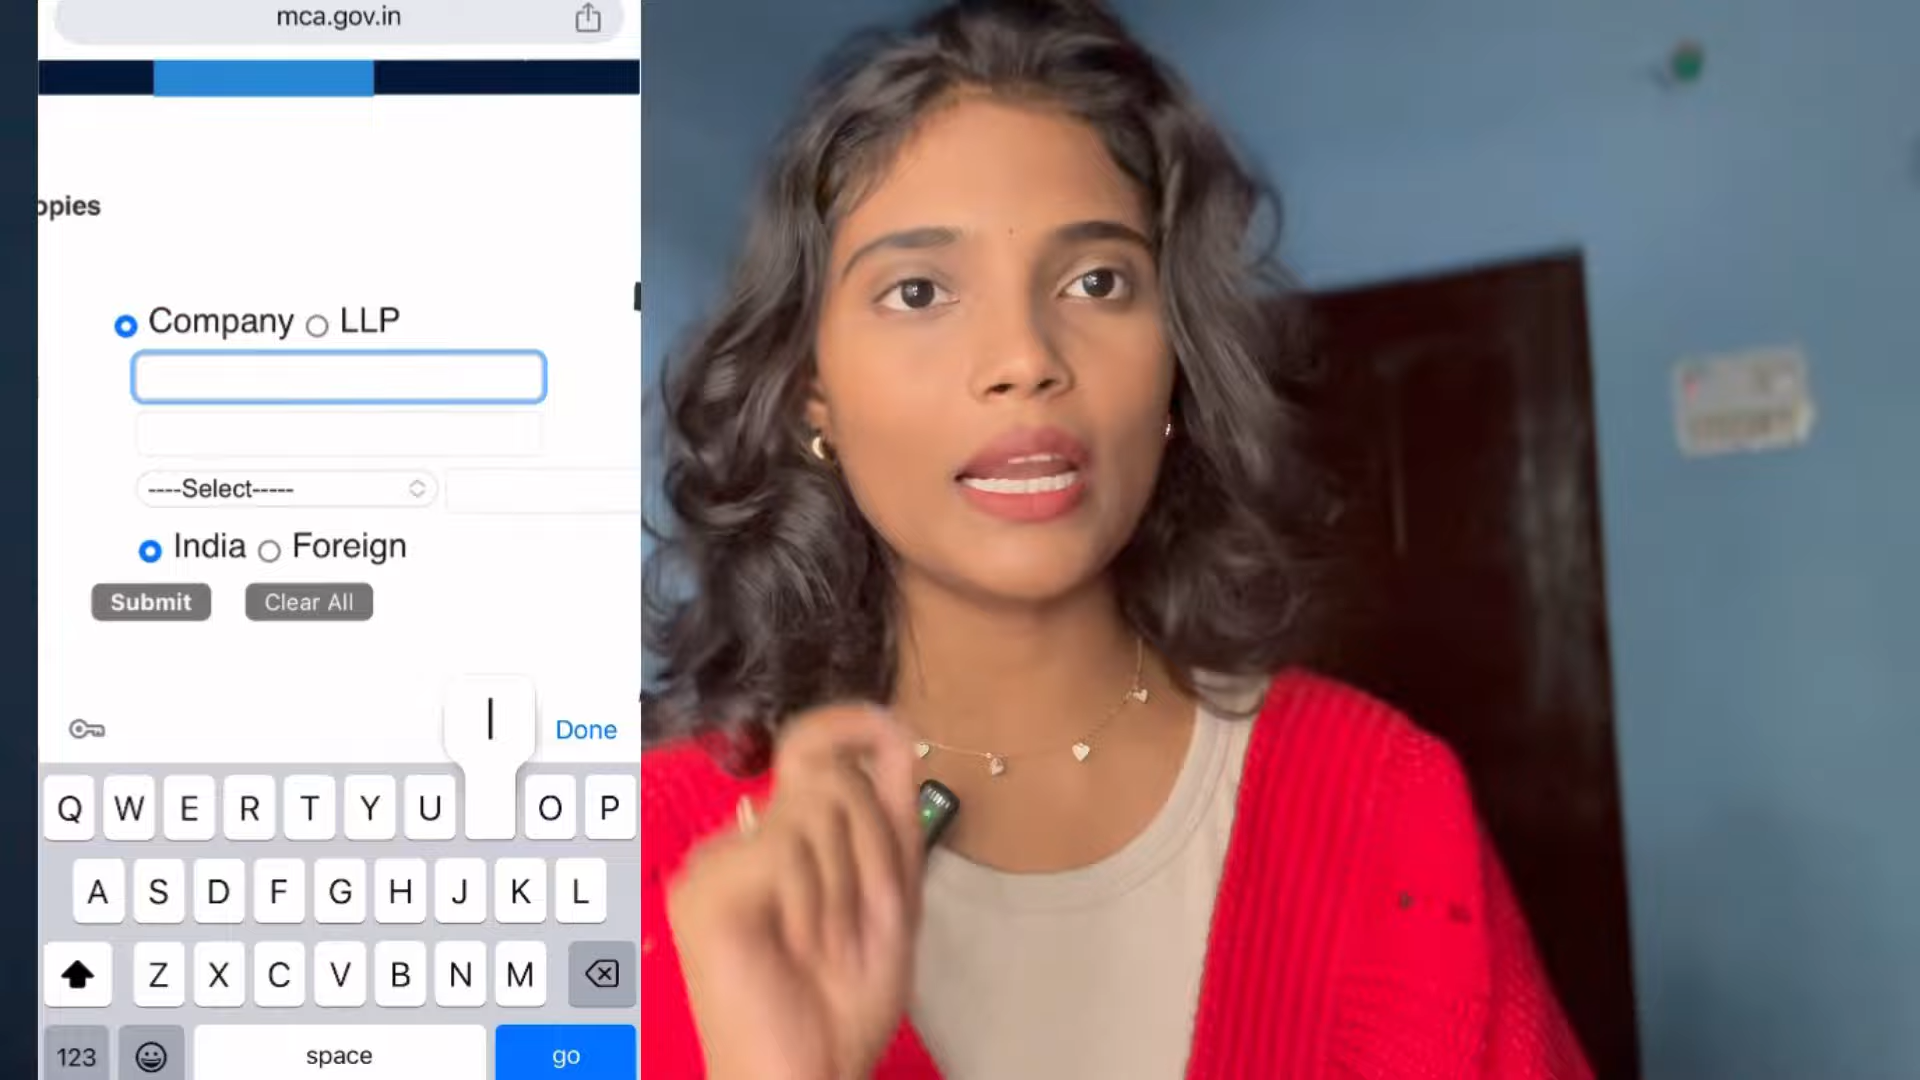 mca.gov.in
opies
Company LLP
----Select-----
India Foreign
Submit Clear All
I
Done
Q W E R T Y U O P
A S D F G H J K L
Z X C V B N M
123 space go